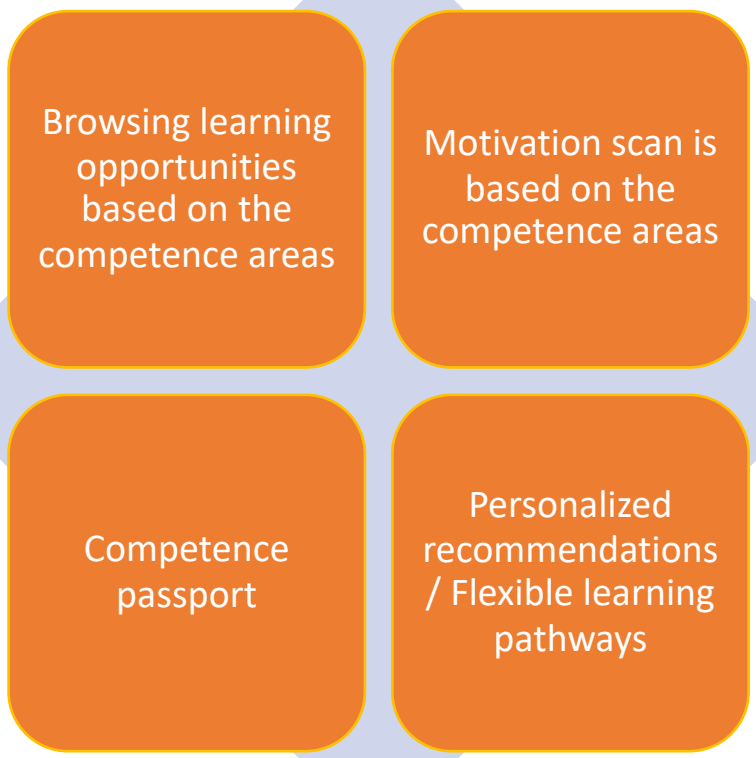 Browsing learning
opportunities
based on the
competence areas
Motivation scan is
based on the
competence areas
Competence
passport
Personalized
recommendations
/ Flexible learning
pathways